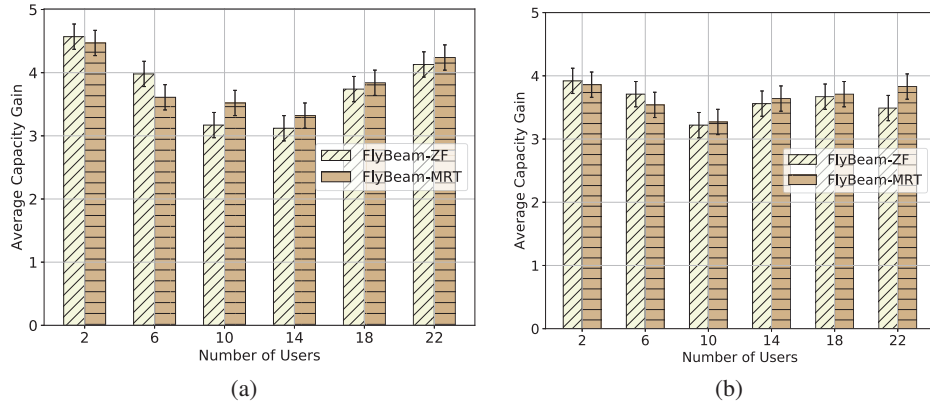 5
4
3
2
1
0
Average Capacity Gain
FlyBeam-ZF
FlyBeam-MRT
2 6 10 14 18 22
Number of Users
(a)
5
4
3
2
1
0
Average Capacity Gain
FlyBeam-ZF
FlyBeam-MRT
2 6 10 14 18 22
Number of Users
(b)